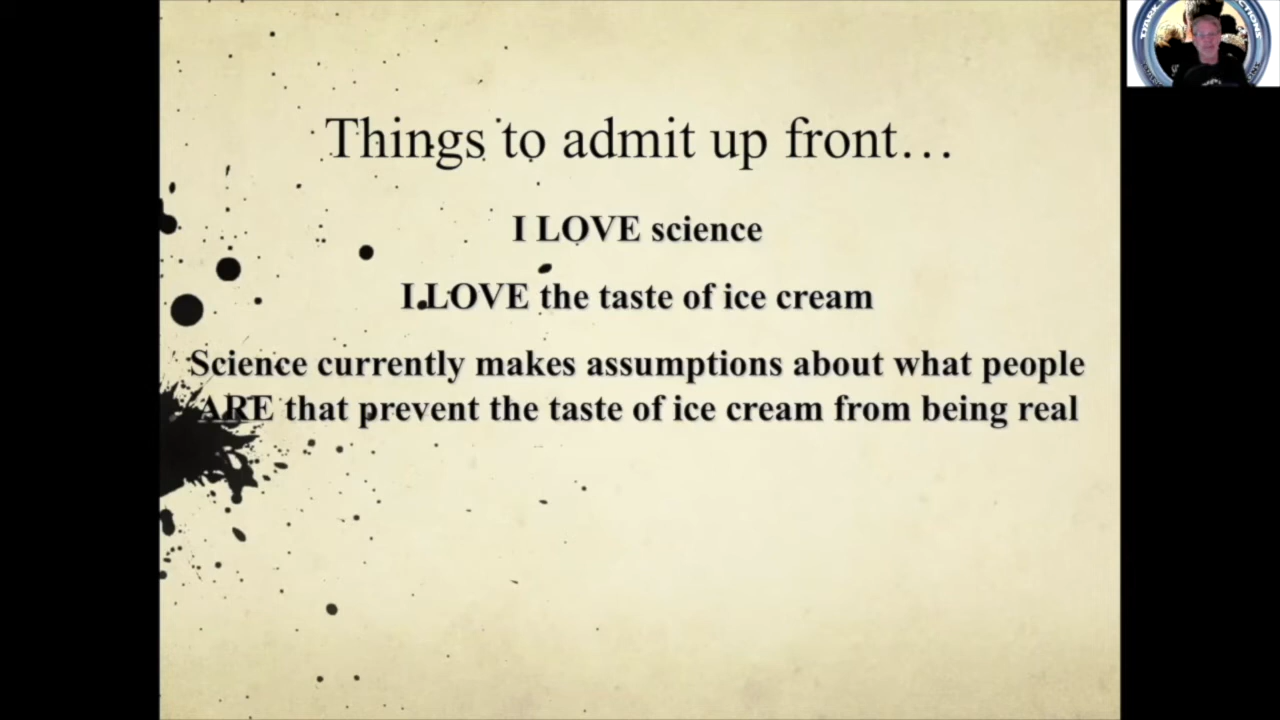 Things to admit up front…
I LOVE science
I LOVE the taste of ice cream
Science currently makes assumptions about what people
ARE that prevent the taste of ice cream from being real